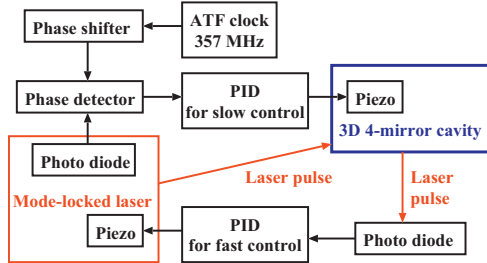 Phase shifter
ATF clock
357 MHz
Phase detector
PID
for slow control
Piezo
3D 4-mirror cavity
Photo diode
Mode-locked laser
Laser pulse
Laser
pulse
Piezo
PID
for fast control
Photo diode